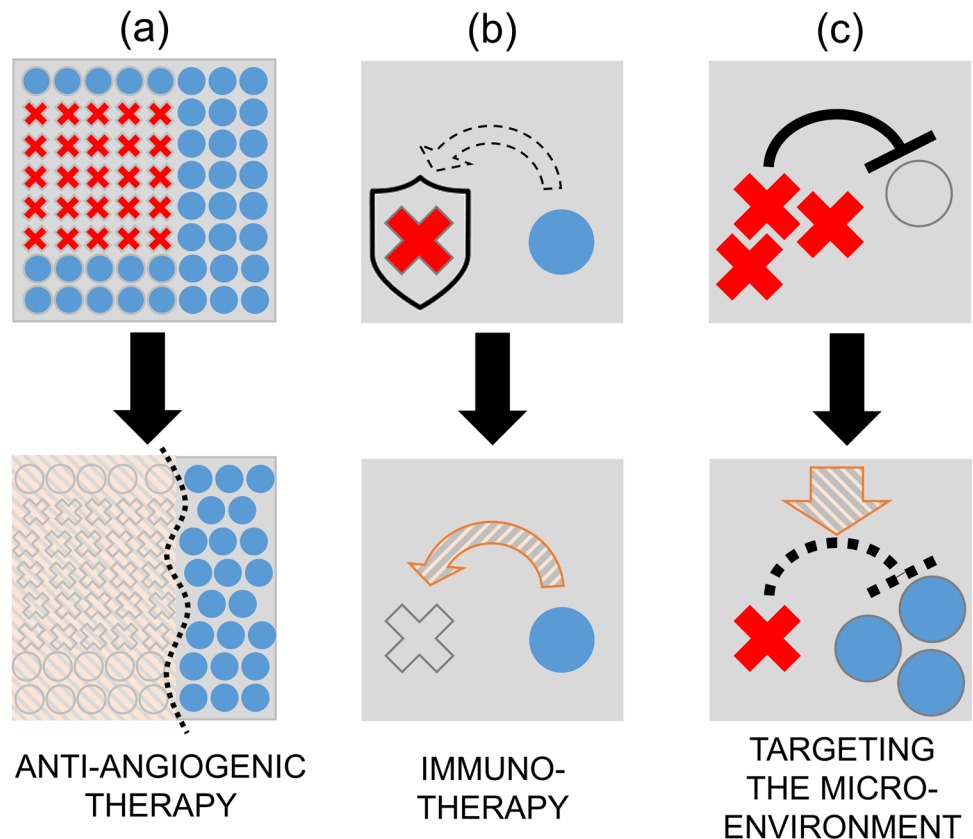 (a)
(b)
(c)
ANTI-ANGIOGENIC
THERAPY
IMMUNO-
THERAPY
TARGETING
THE MICRO-
ENVIRONMENT